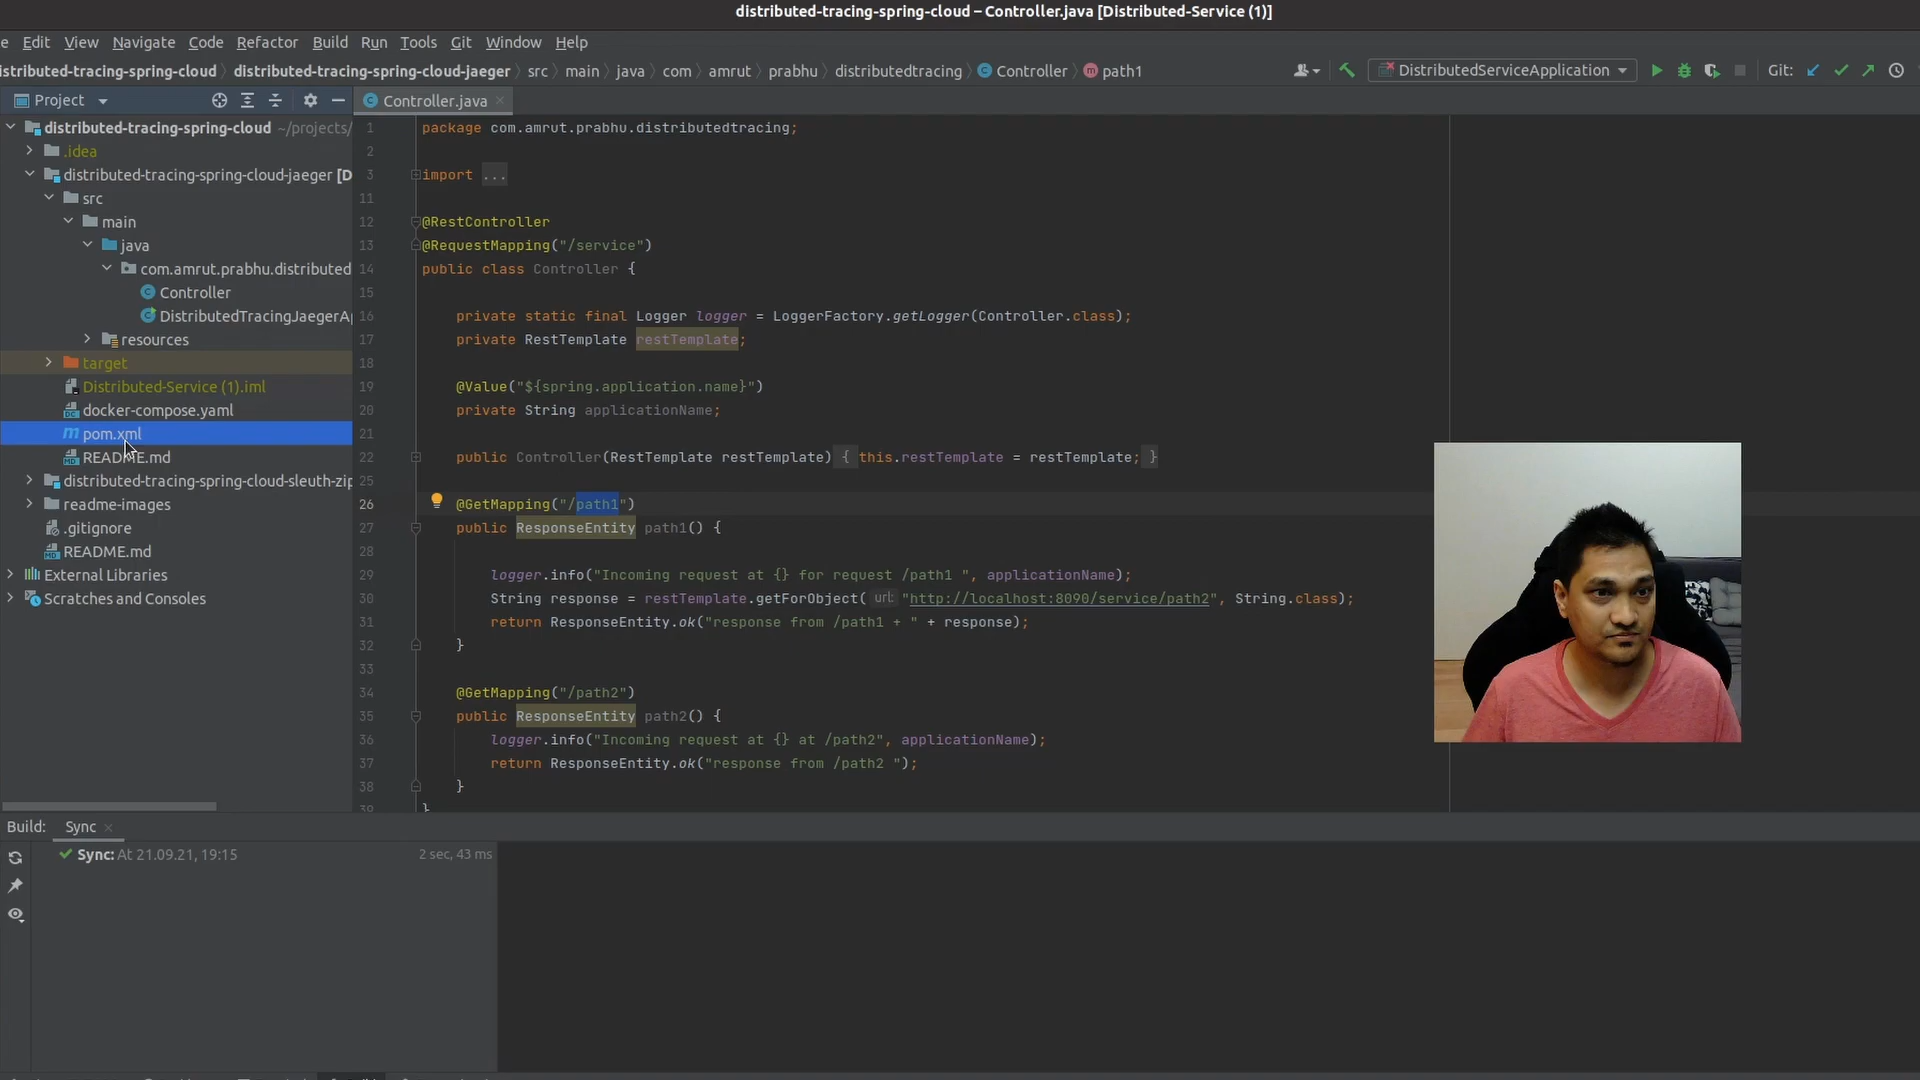 distributed-tracing-spring-cloud – Controller.java [Distributed-Service (1)]
e Edit View Navigate Code Refactor Build Run Tools Git Window Help
istributed-tracing-spring-cloud distributed-tracing-spring-cloud-jaeger src main java com amrut prabhu distributedtracing Controller path1 DistributedServiceApplication Git:
Project
Controller.java
distributed-tracing-spring-cloud ~/projects/
.idea
distributed-tracing-spring-cloud-jaeger [D
src
main
java
com.amrut.prabhu.distributed
Controller
DistributedTracingJaegerAp
resources
target
Distributed-Service (1).iml
docker-compose.yaml
pom.xml
README.md
distributed-tracing-spring-cloud-sleuth-zip
readme-images
.gitignore
README.md
External Libraries
Scratches and Consoles
1 package com.amrut.prabhu.distributedtracing;
2
3 import ...
11
12 @RestController
13 @RequestMapping("/service")
14 public class Controller {
15
16 private static final Logger logger = LoggerFactory.getLogger(Controller.class);
17 private RestTemplate restTemplate;
18
19 @Value("${spring.application.name}")
20 private String applicationName;
21
22 public Controller(RestTemplate restTemplate) { this.restTemplate = restTemplate; }
25
26 @GetMapping("/path1")
27 public ResponseEntity path1() {
28
29 logger.info("Incoming request at {} for request /path1 ", applicationName);
30 String response = restTemplate.getForObject( url: "http://localhost:8090/service/path2", String.class);
31 return ResponseEntity.ok("response from /path1 + " + response);
32 }
33
34 @GetMapping("/path2")
35 public ResponseEntity path2() {
36 logger.info("Incoming request at {} at /path2", applicationName);
37 return ResponseEntity.ok("response from /path2 ");
38 }
39 }
Build: Sync
Sync: At 21.09.21, 19:15 2 sec, 43 ms